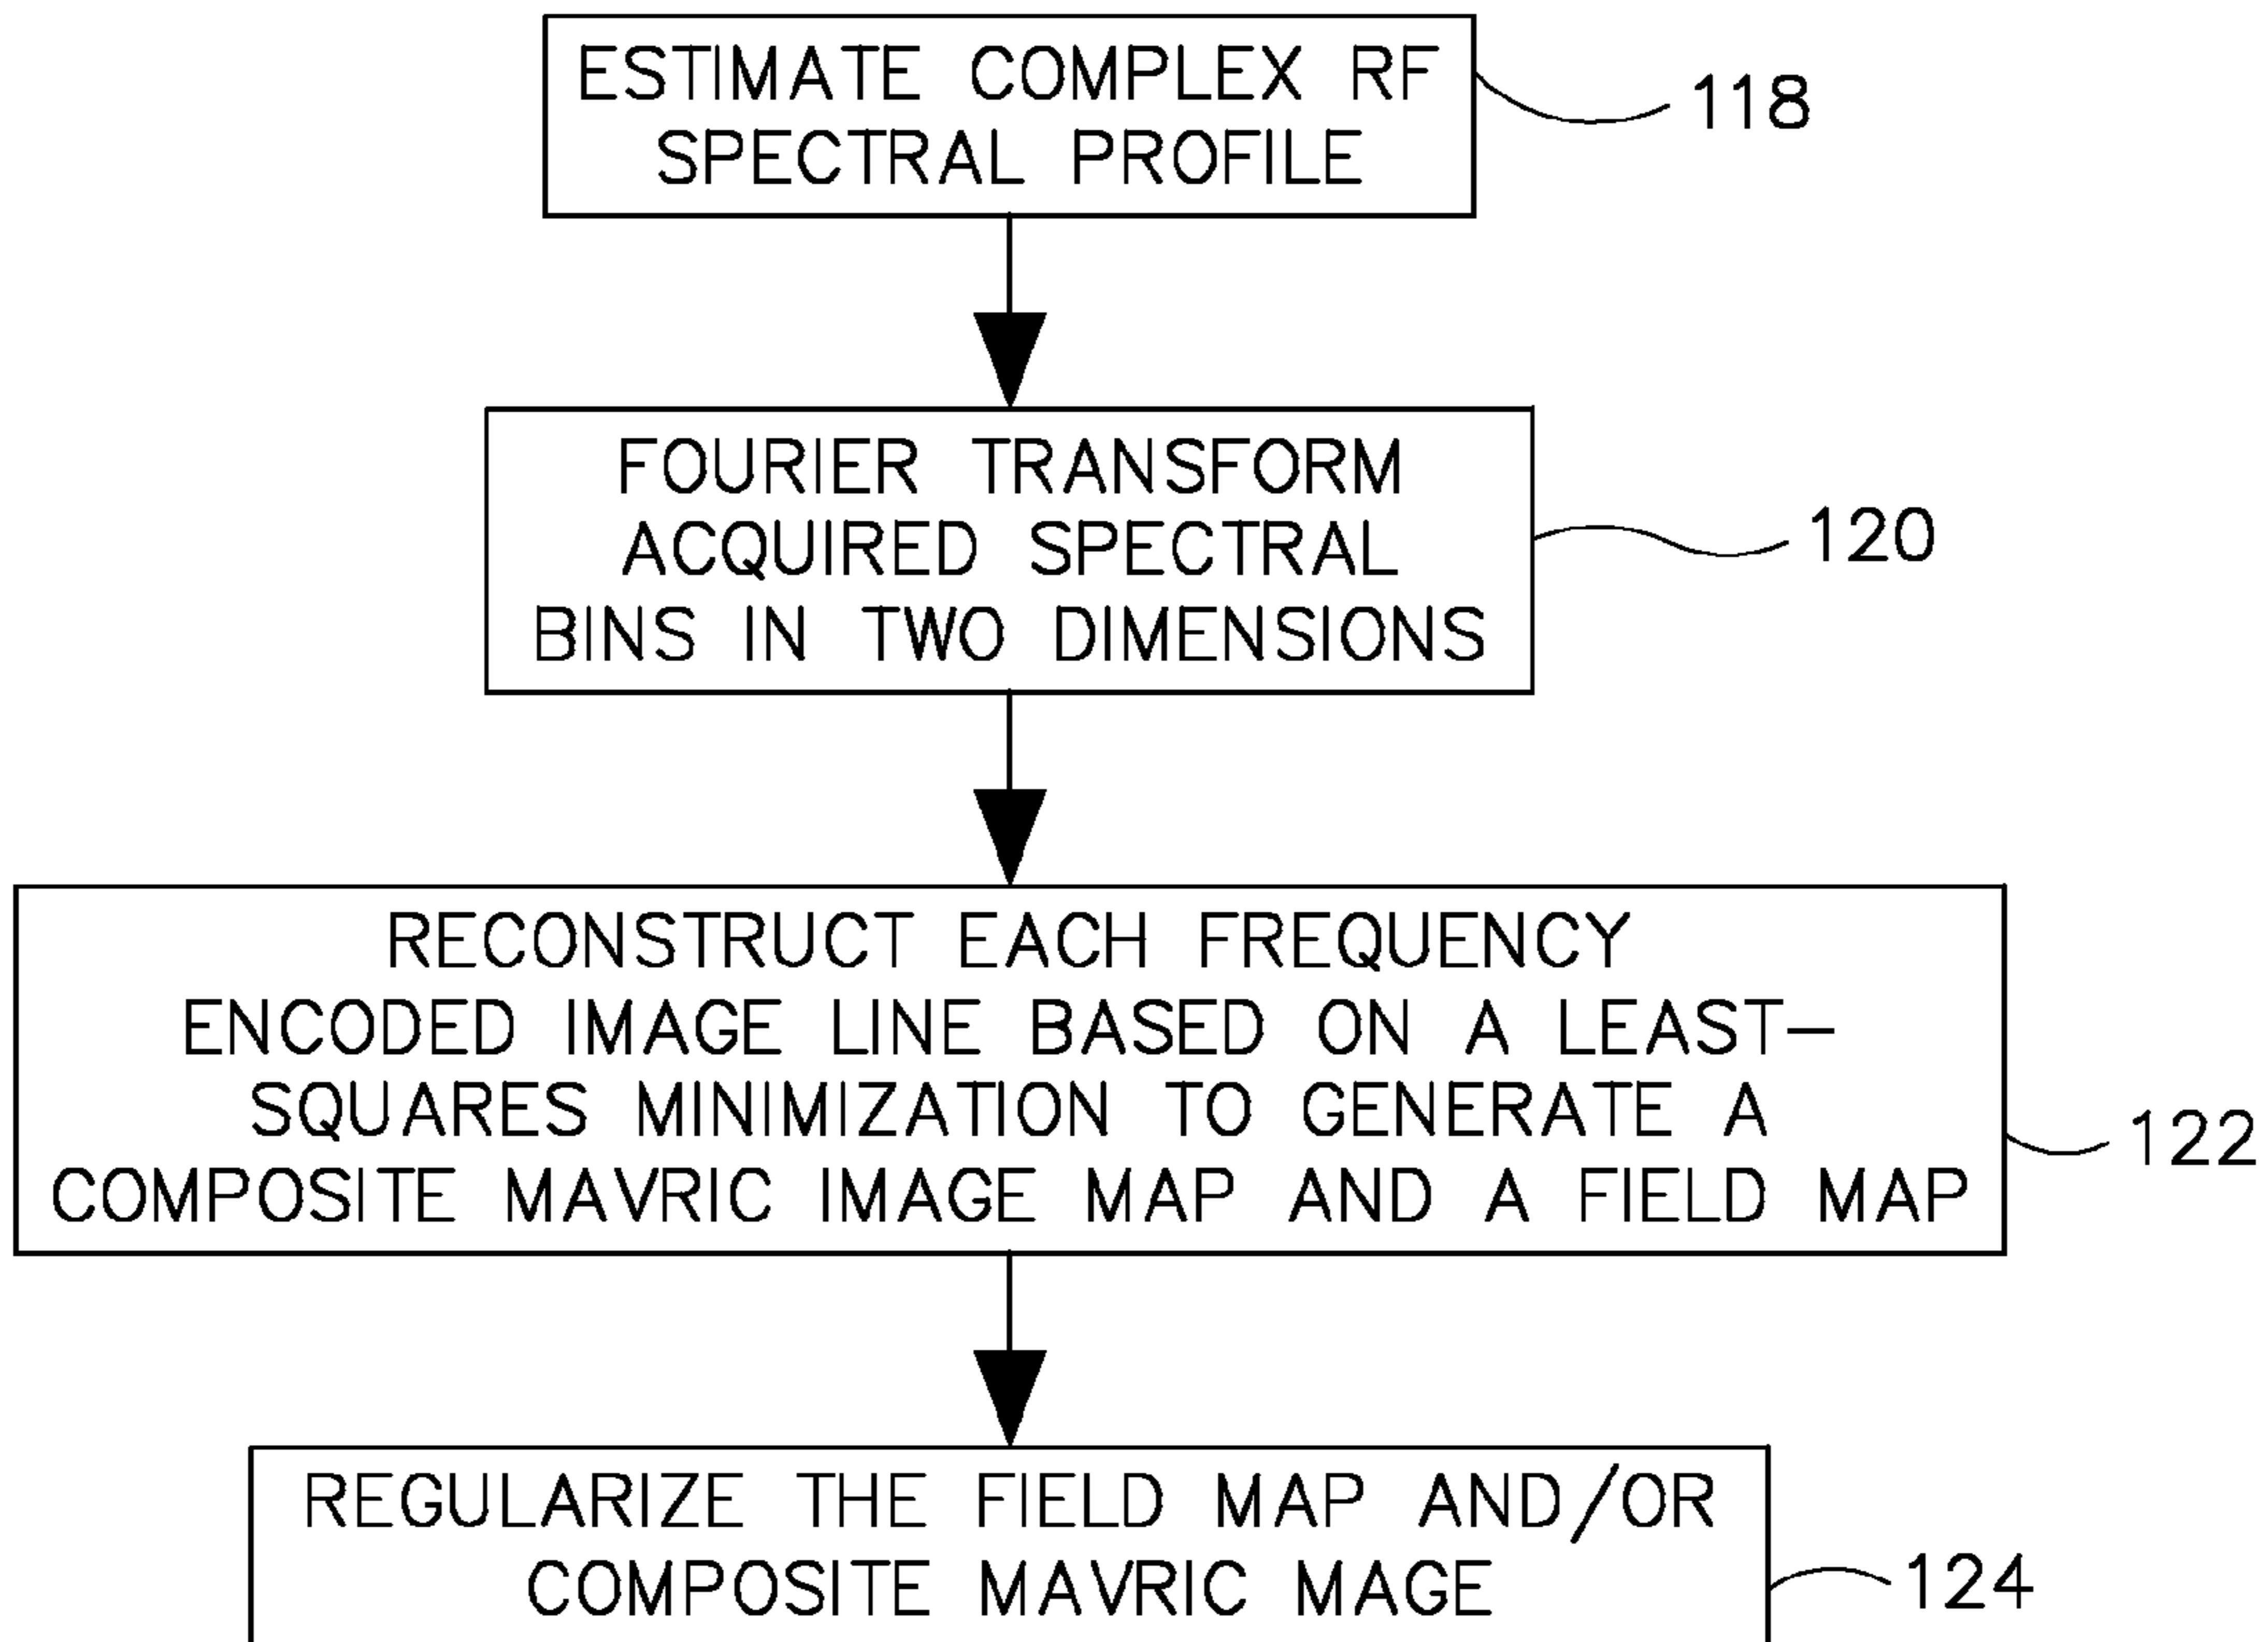 ESTIMATE COMPLEX RF
SPECTRAL PROFILE
118
FOURIER TRANSFORM
ACQUIRED SPECTRAL
BINS IN TWO DIMENSIONS
120
RECONSTRUCT EACH FREQUENCY
ENCODED IMAGE LINE BASED ON A LEAST-
SQUARES MINIMIZATION TO GENERATE A
COMPOSITE MAVRIC IMAGE MAP AND A FIELD MAP
122
REGULARIZE THE FIELD MAP AND/OR
COMPOSITE MAVRIC MAGE
124